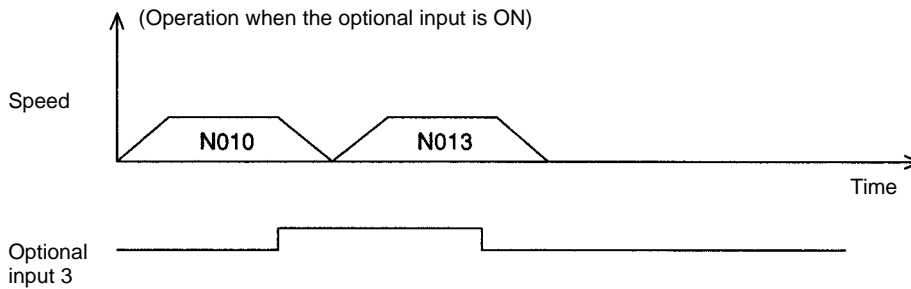 (Operation when the optional input is ON)
Speed
N010
N013
Time
Optional
input 3